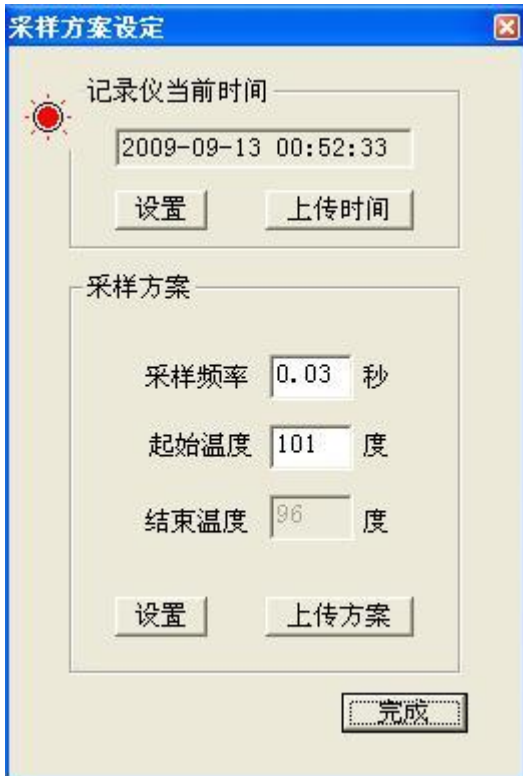 采样方案设定
记录仪当前时间
2009-09-13 00:52:33
设置 上传时间
采样方案
采样频率 0.03 秒
起始温度 101 度
结束温度 96 度
设置 上传方案
完成